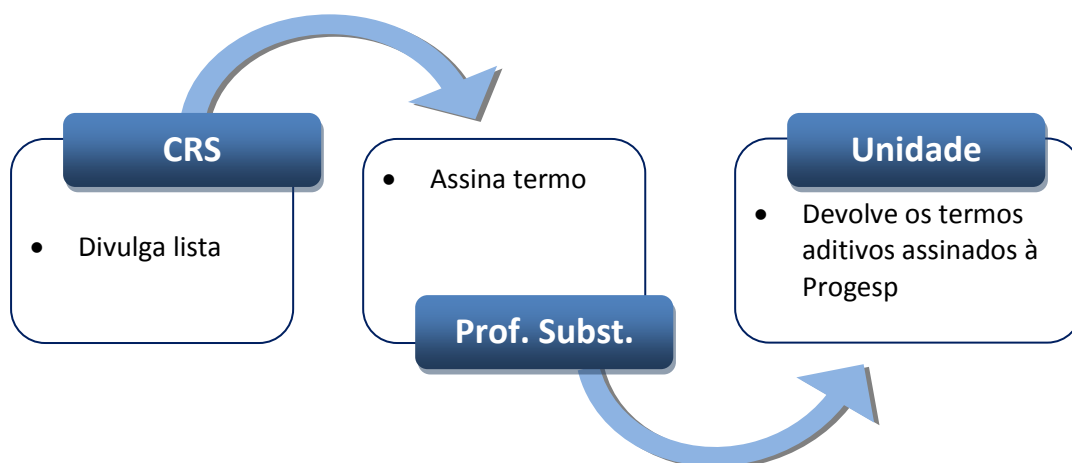 CRS
• Divulga lista
• Assina termo
Prof. Subst.
Unidade
• Devolve os termos
aditivos assinados à
Progesp